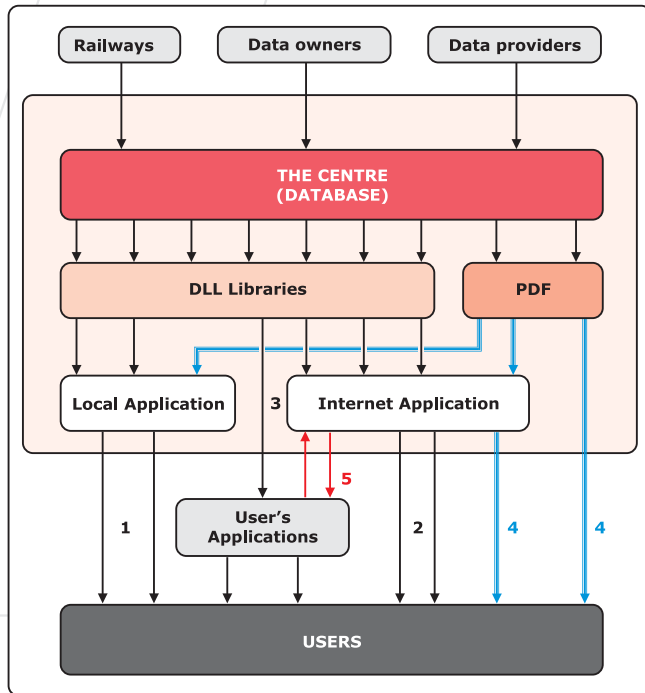 Railways
Data owners
Data providers
THE CENTRE
(DATABASE)
DLL Libraries
PDF
Local Application
3
Internet Application
5
1
User’s
Applications
2
4
4
USERS